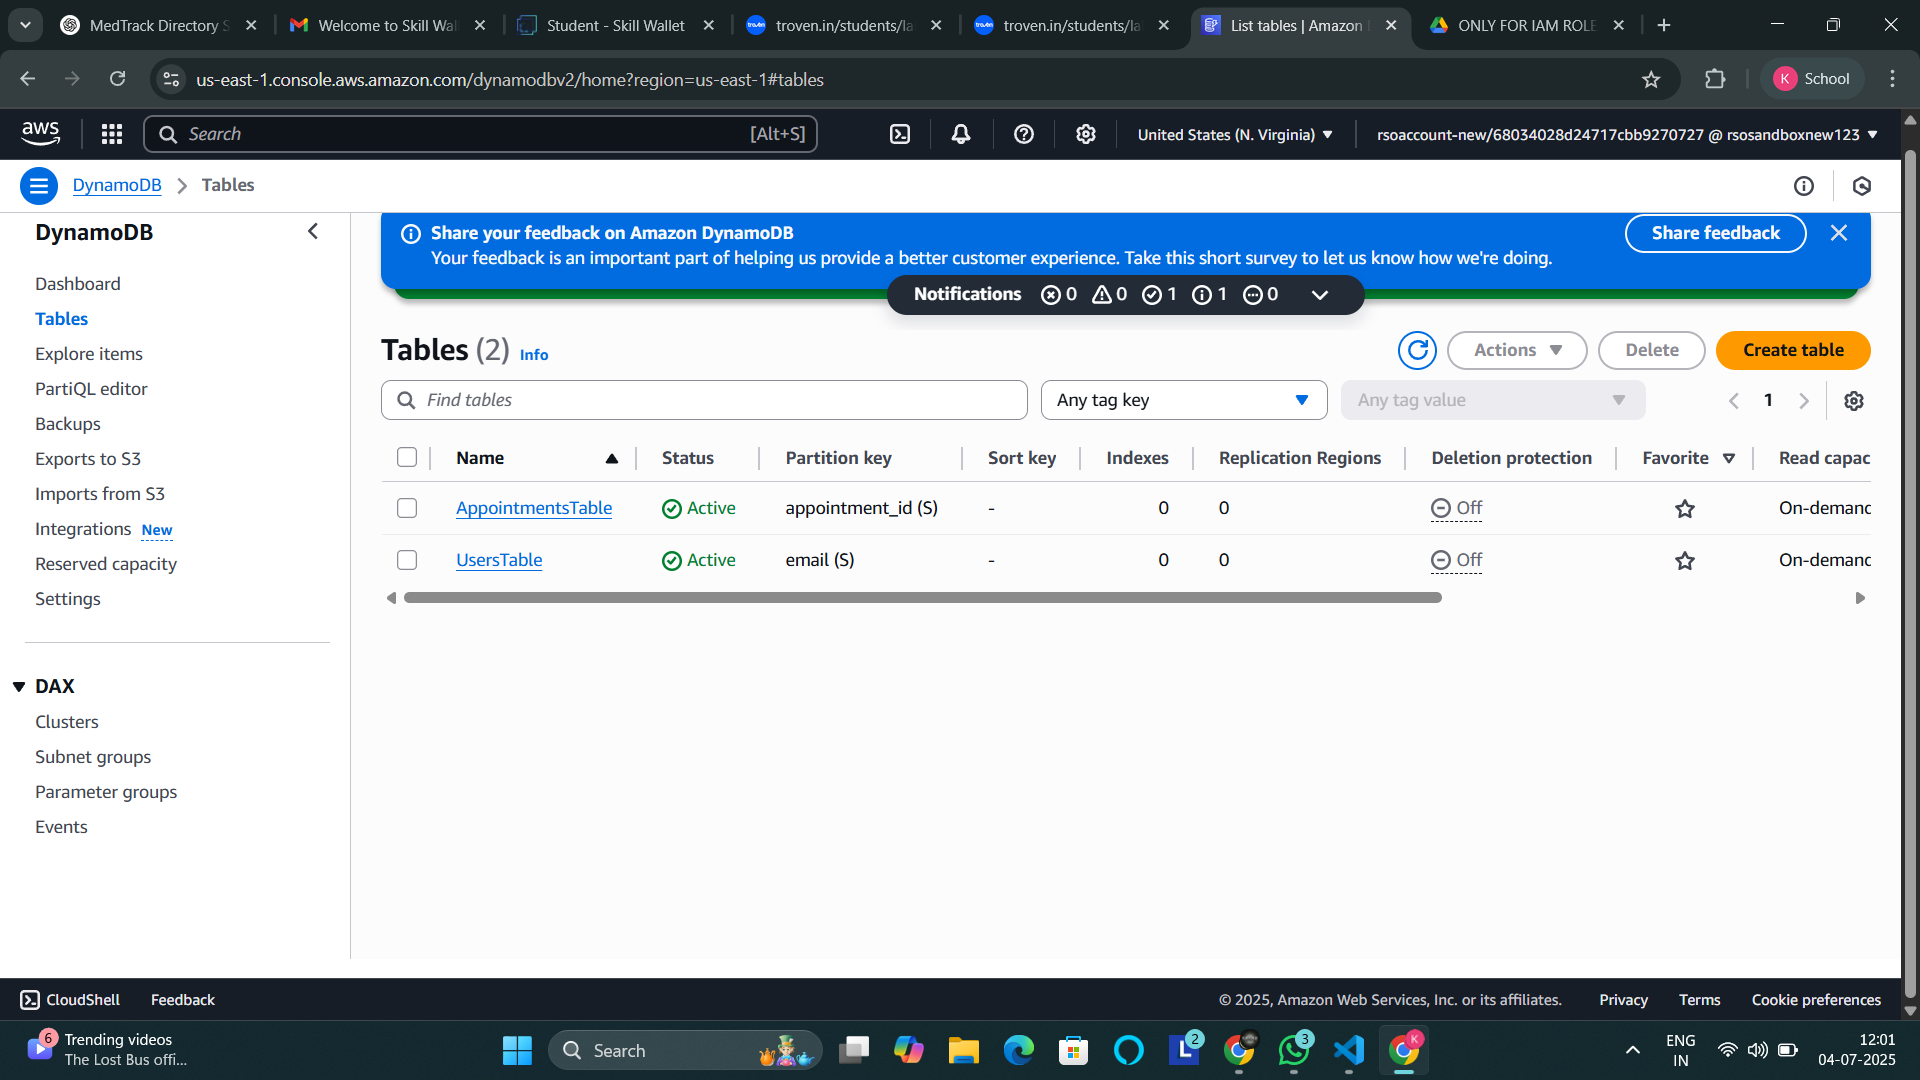 MedTrack Directory S
Welcome to Skill Wal
Student - Skill Wallet
troven.in/students/la
troven.in/students/la
List tables | Amazon
ONLY FOR IAM ROLE
us-east-1.console.aws.amazon.com/dynamodbv2/home?region=us-east-1#tables
K School
aws
Search [Alt+S]
United States (N. Virginia)
rsoaccount-new/68034028d24717cbb9270727 @ rsosandboxnew123
DynamoDB > Tables
DynamoDB
Dashboard
Tables
Explore items
PartiQL editor
Backups
Exports to S3
Imports from S3
Integrations New
Reserved capacity
Settings
DAX
Clusters
Subnet groups
Parameter groups
Events
Share your feedback on Amazon DynamoDB
Your feedback is an important part of helping us provide a better customer experience. Take this short survey to let us know how we're doing.
Share feedback
Notifications 0 0 1 1 0
Tables (2) Info
Actions
Delete
Create table
Find tables
Any tag key
Any tag value
1
Name Status Partition key Sort key Indexes Replication Regions Deletion protection Favorite Read capac
AppointmentsTable Active appointment_id (S) - 0 0 Off On-demand
UsersTable Active email (S) - 0 0 Off On-demand
CloudShell Feedback
© 2025, Amazon Web Services, Inc. or its affiliates. Privacy Terms Cookie preferences
6
Trending videos
The Lost Bus offi...
Search
L 2
3
K
ENG
IN
12:01
04-07-2025